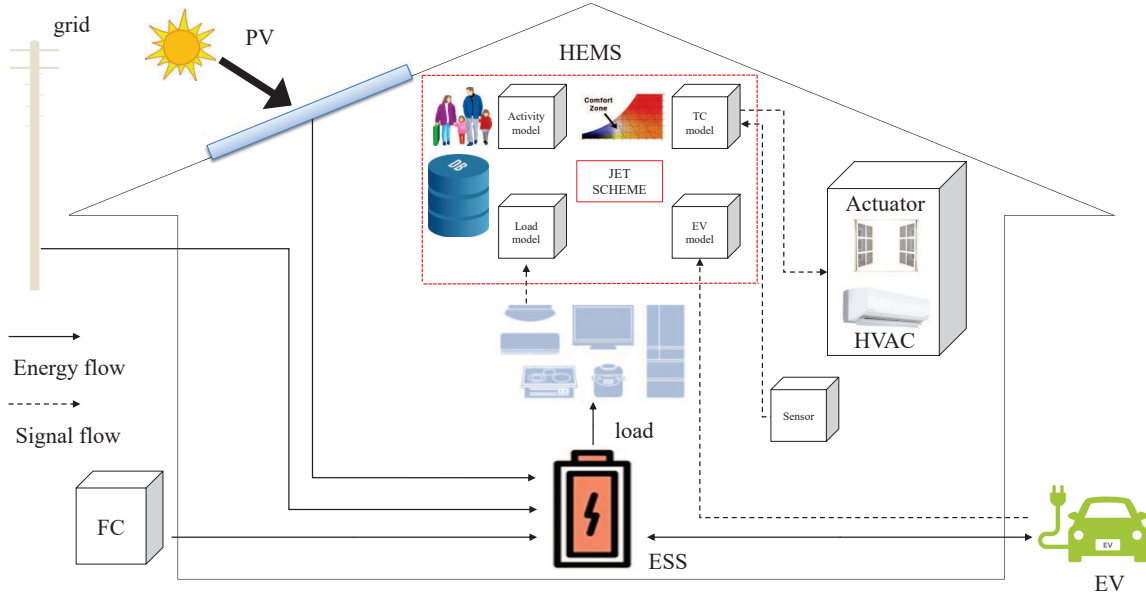 grid
PV
HEMS
Comfort
Zone
Activity
model
TC
model
DB
JET
SCHEME
Load
model
EV
model
Actuator
HVAC
Energy flow
Signal flow
Sensor
load
FC
ESS
EV
EV